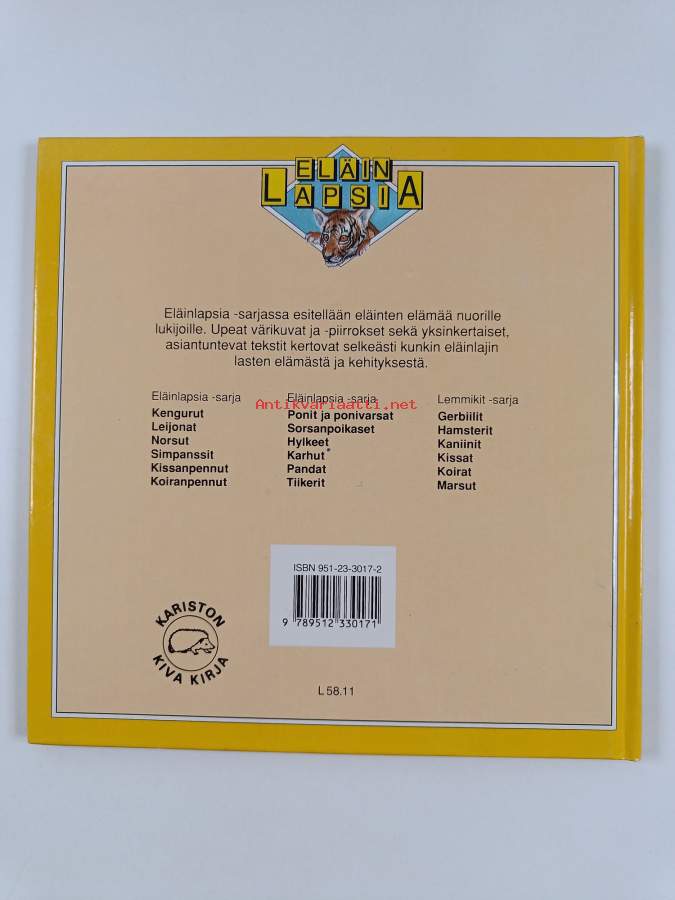 ELÄIN
LAPSIA
Eläinlapsia -sarjassa esitellään eläinten elämää nuorille
lukijoille. Upeat värikuvat ja -piirrokset sekä yksinkertaiset,
asiantuntevat tekstit kertovat selkeästi kunkin eläinlajin
lasten elämästä ja kehityksestä.
Eläinlapsia -sarja
Kengurut
Leijonat
Norsut
Simpanssit
Kissanpennut
Koiranpennut
Eläinlapsia -sarja
Antikvariaatti.net
Ponit ja ponivarsat
Sorsanpoikaset
Hylkeet
Karhut
Pandat
Tiikerit
Lemmikit -sarja
Gerbiilit
Hamsterit
Kaniinit
Kissat
Koirat
Marsut
ISBN 951-23-3017-2
9 789512 330171
KARISTON
KIVA KIRJA
L 58.11